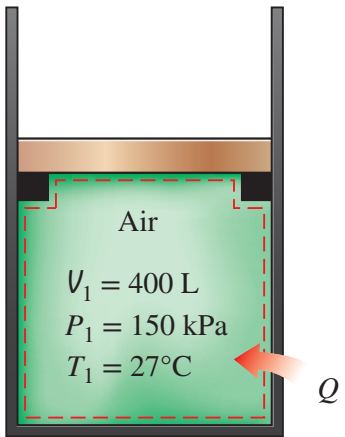 Air
V₁ = 400 L
P₁ = 150 kPa
T₁ = 27°C
Q